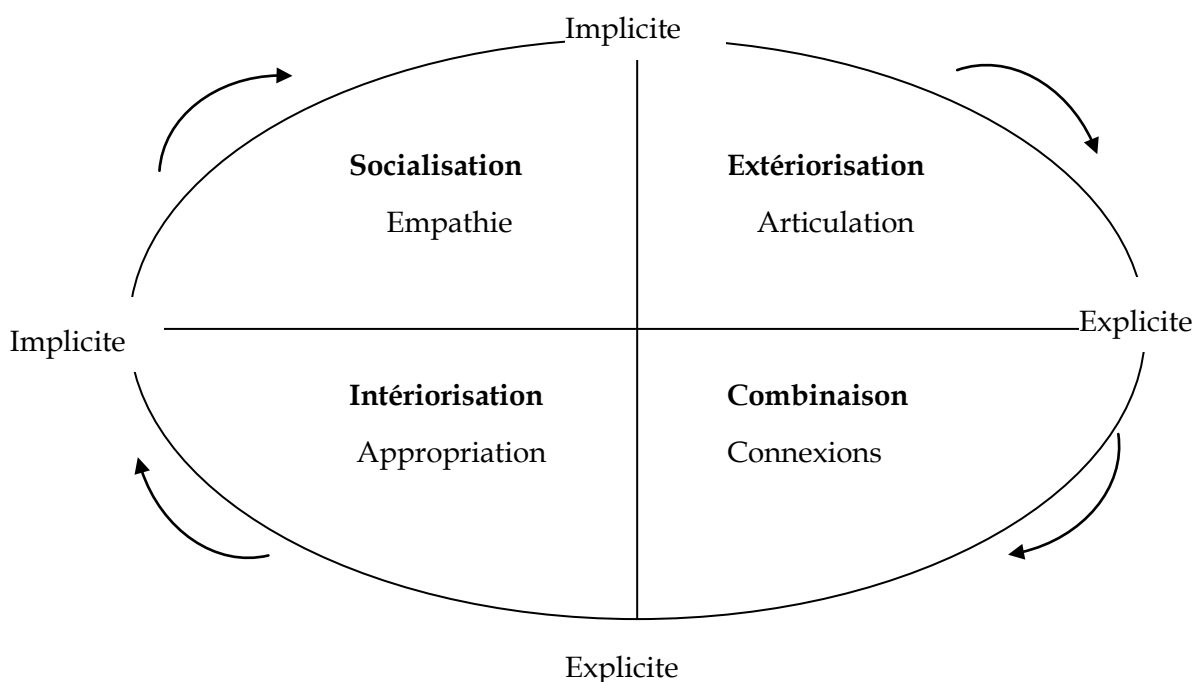 Implicite
Socialisation
Extériorisation
Empathie
Articulation
Implicite
Explicite
Intériorisation
Combinaison
Appropriation
Connexions
Explicite